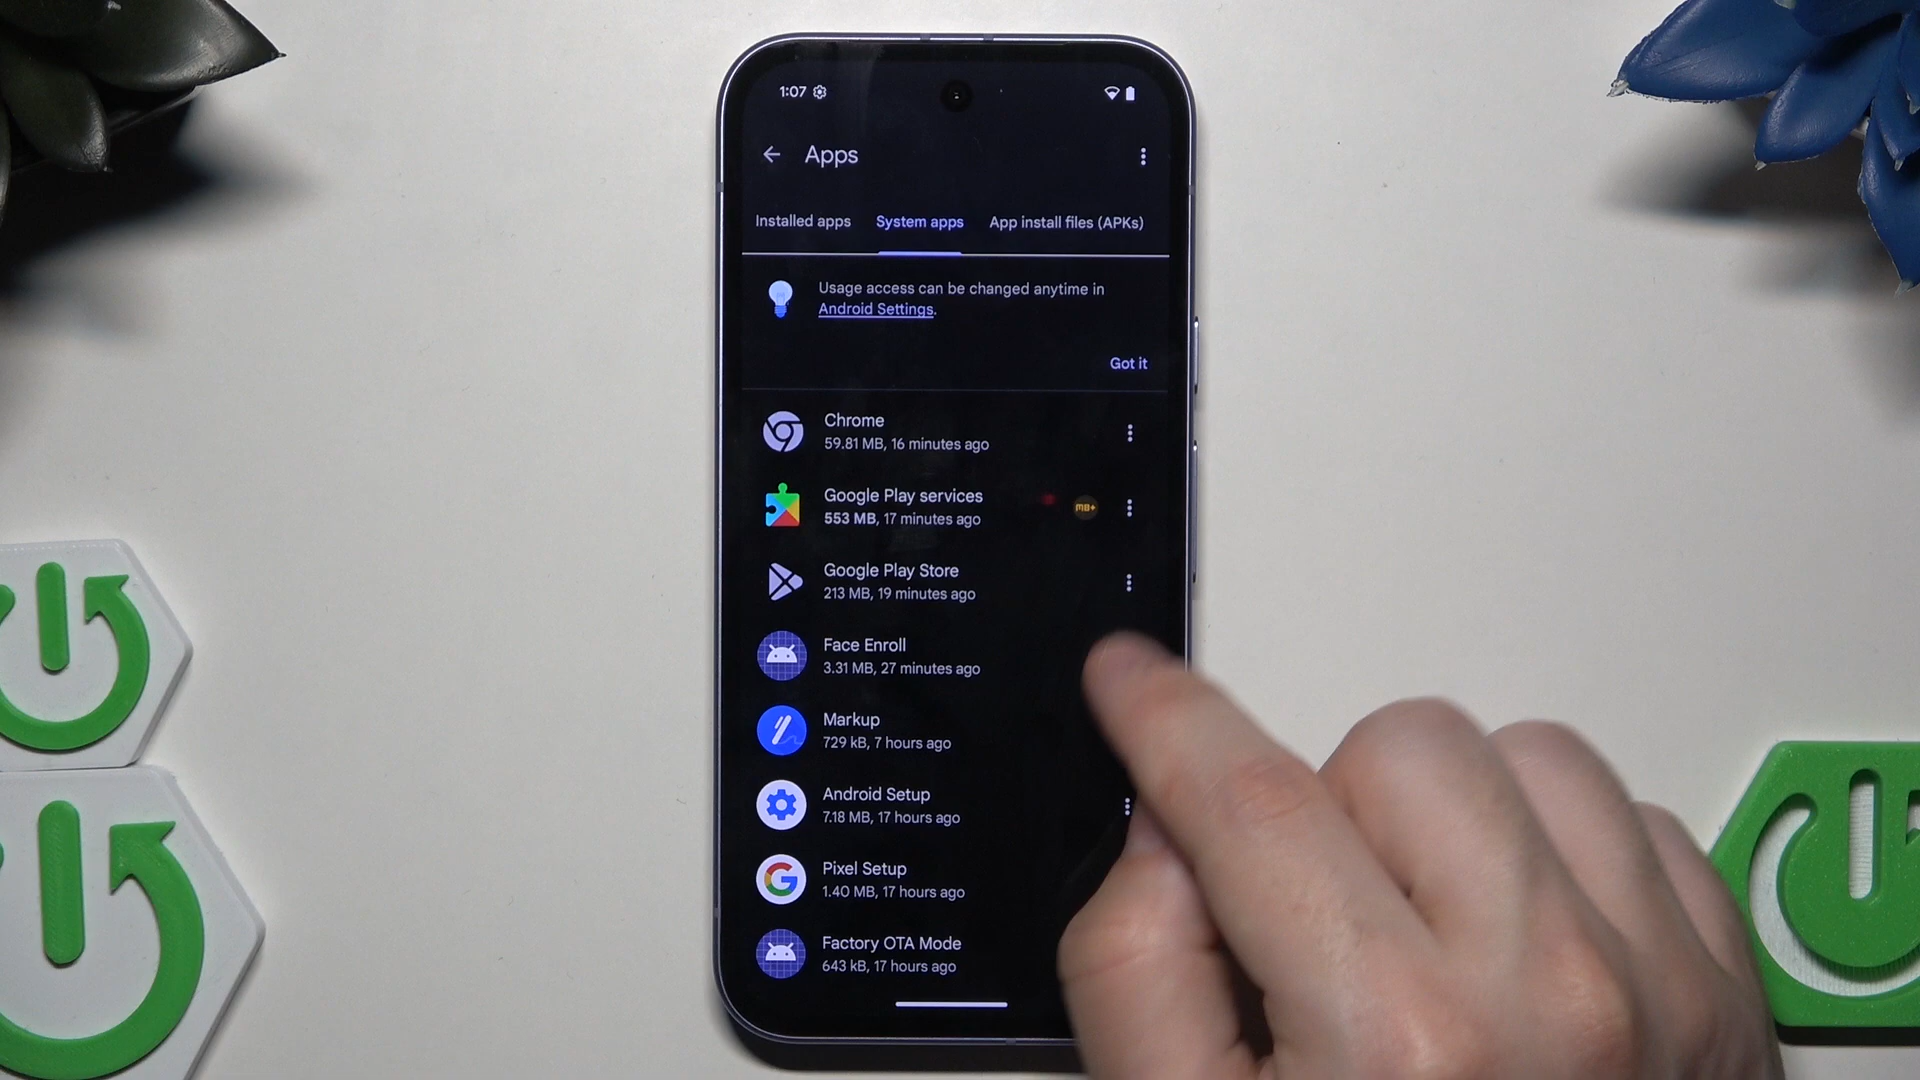 1:07
Apps
Installed apps
System apps
App install files (APKs)
Usage access can be changed anytime in
Android Settings.
Got it
Chrome
59.81 MB, 16 minutes ago
Google Play services
553 MB, 17 minutes ago
MB+
Google Play Store
213 MB, 19 minutes ago
Face Enroll
3.31 MB, 27 minutes ago
Markup
729 kB, 7 hours ago
Android Setup
7.18 MB, 17 hours ago
Pixel Setup
1.40 MB, 17 hours ago
Factory OTA Mode
643 kB, 17 hours ago